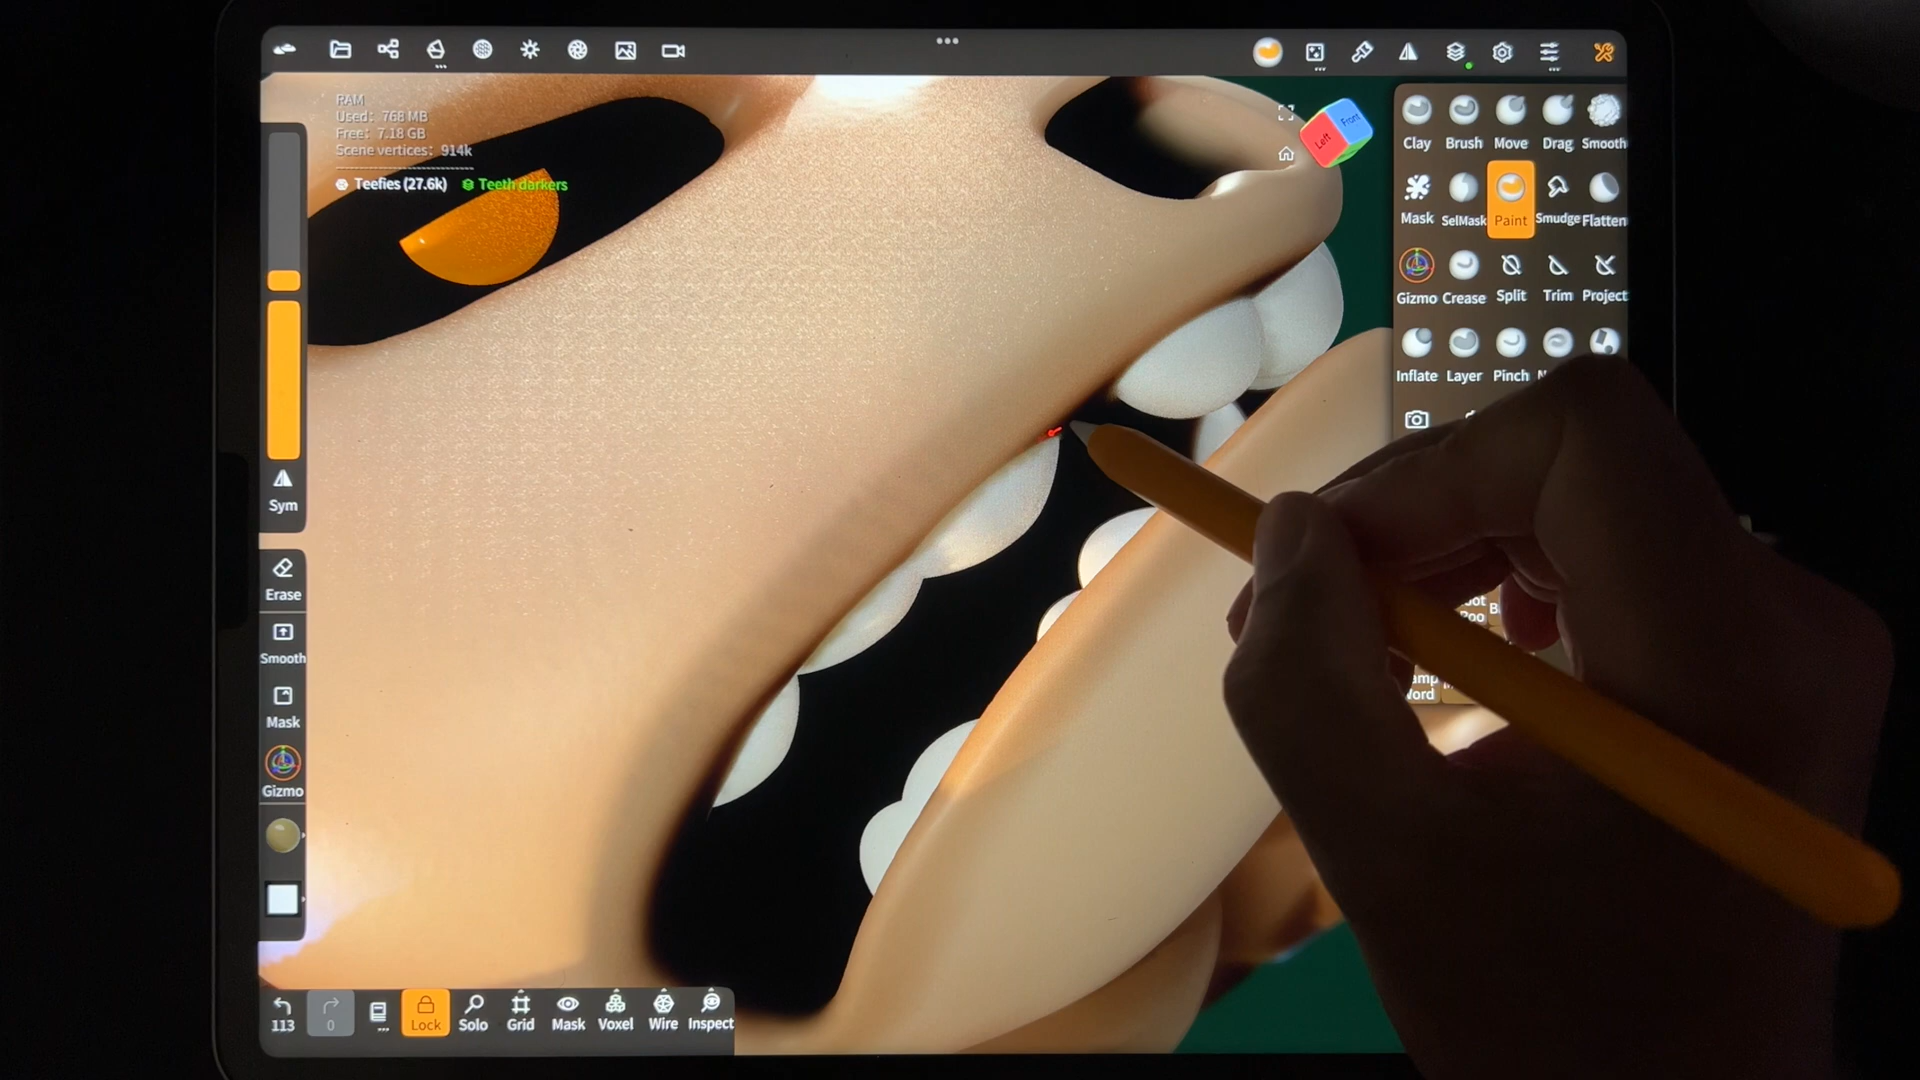 RAM
Used: 768 MB
Free: 7.18 GB
Scene vertices: 914k
Teefies (27.6k) Teeth darkers
Left Front
Clay Brush Move Drag Smooth
Mask SelMask Paint Smudge Flatten
Gizmo Crease Split Trim Project
Inflate Layer Pinch
Sym
Erase
Smooth
Mask
Gizmo
113 0 Lock Solo Grid Mask Voxel Wire Inspect